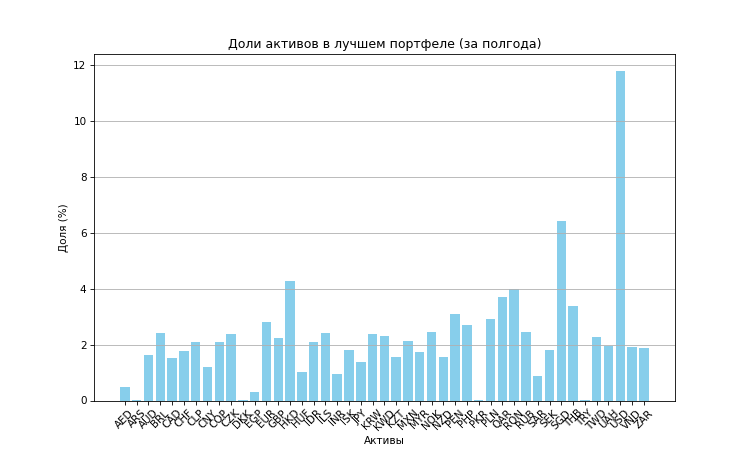 Доли активов в лучшем портфеле (за полгода)
Доля (%)
12
10
8
6
4
2
0
AED
ARS
AUD
BRL
CAD
CHF
CLP
CNY
COP
CZK
DKK
EGP
EUR
GBP
HKD
HUF
IDR
ILS
INR
ISK
JPY
KRW
KWD
KZT
MXN
MYR
NOK
NZD
PEN
PHP
PKR
PLN
QAR
RON
RUB
SAR
SEK
SGD
THB
TRY
TWD
UAH
USD
VND
ZAR
Активы